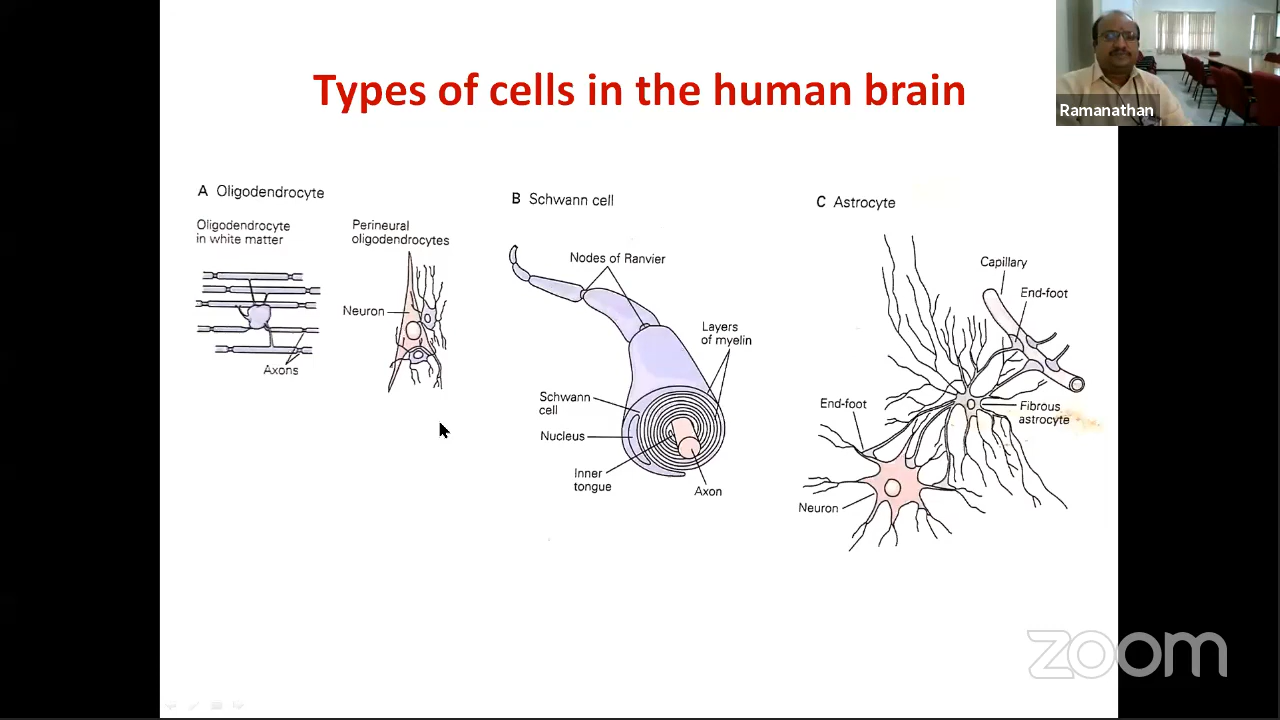 Types of cells in the human brain
Ramanathan
A Oligodendrocyte
Oligodendrocyte
in white matter
Perineural
oligodendrocytes
Neuron
Axons
B Schwann cell
Nodes of Ranvier
Layers
of myelin
Schwann
cell
Nucleus
Inner
tongue
Axon
C Astrocyte
Capillary
End-foot
End-foot
Fibrous
astrocyte
Neuron
zoom